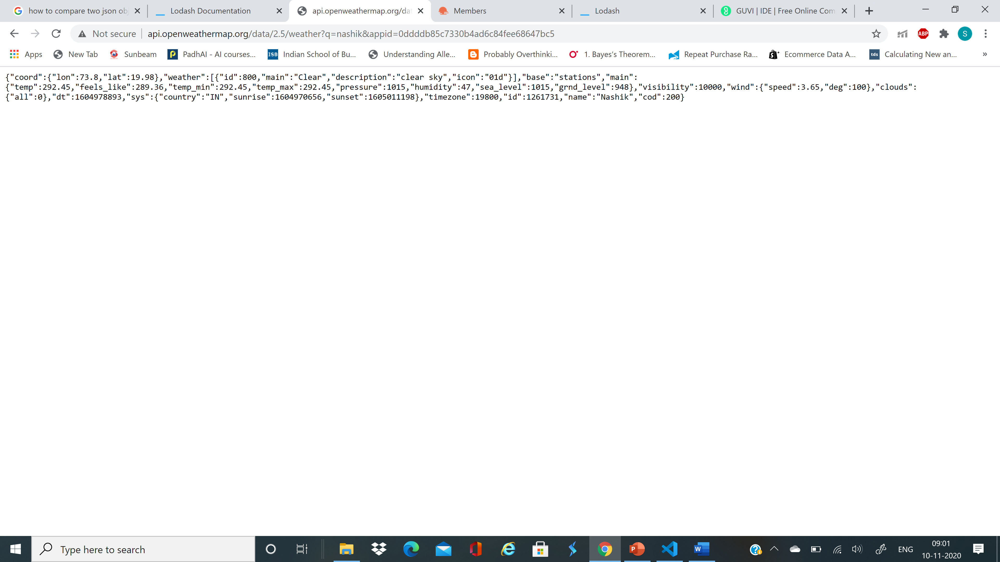 how to compare two json obj
Lodash Documentation
api.openweathermap.org/dat
Members
Lodash
GUVI | IDE | Free Online Com
Not secure
api.openweathermap.org/data/2.5/weather?q=nashik&appid=0ddddb85c7330b4ad6c84fee68647bc5
ABP
S
Apps
New Tab
Sunbeam
PadhAI - AI courses...
ISB
Indian School of Bu...
Understanding Alle...
Probably Overthinki...
1. Bayes’s Theorem...
Repeat Purchase Ra...
Ecommerce Data A...
tds
Calculating New an...
»
{"coord":{"lon":73.8,"lat":19.98},"weather":[{"id":800,"main":"Clear","description":"clear sky","icon":"01d"}],"base":"stations","main":
{"temp":292.45,"feels_like":289.36,"temp_min":292.45,"temp_max":292.45,"pressure":1015,"humidity":47,"sea_level":1015,"grnd_level":948},"visibility":10000,"wind":{"speed":3.65,"deg":100},"clouds":
{"all":0},"dt":1604978893,"sys":{"country":"IN","sunrise":1604970656,"sunset":1605011198},"timezone":19800,"id":1261731,"name":"Nashik","cod":200}
Type here to search
ENG
09:01
10-11-2020